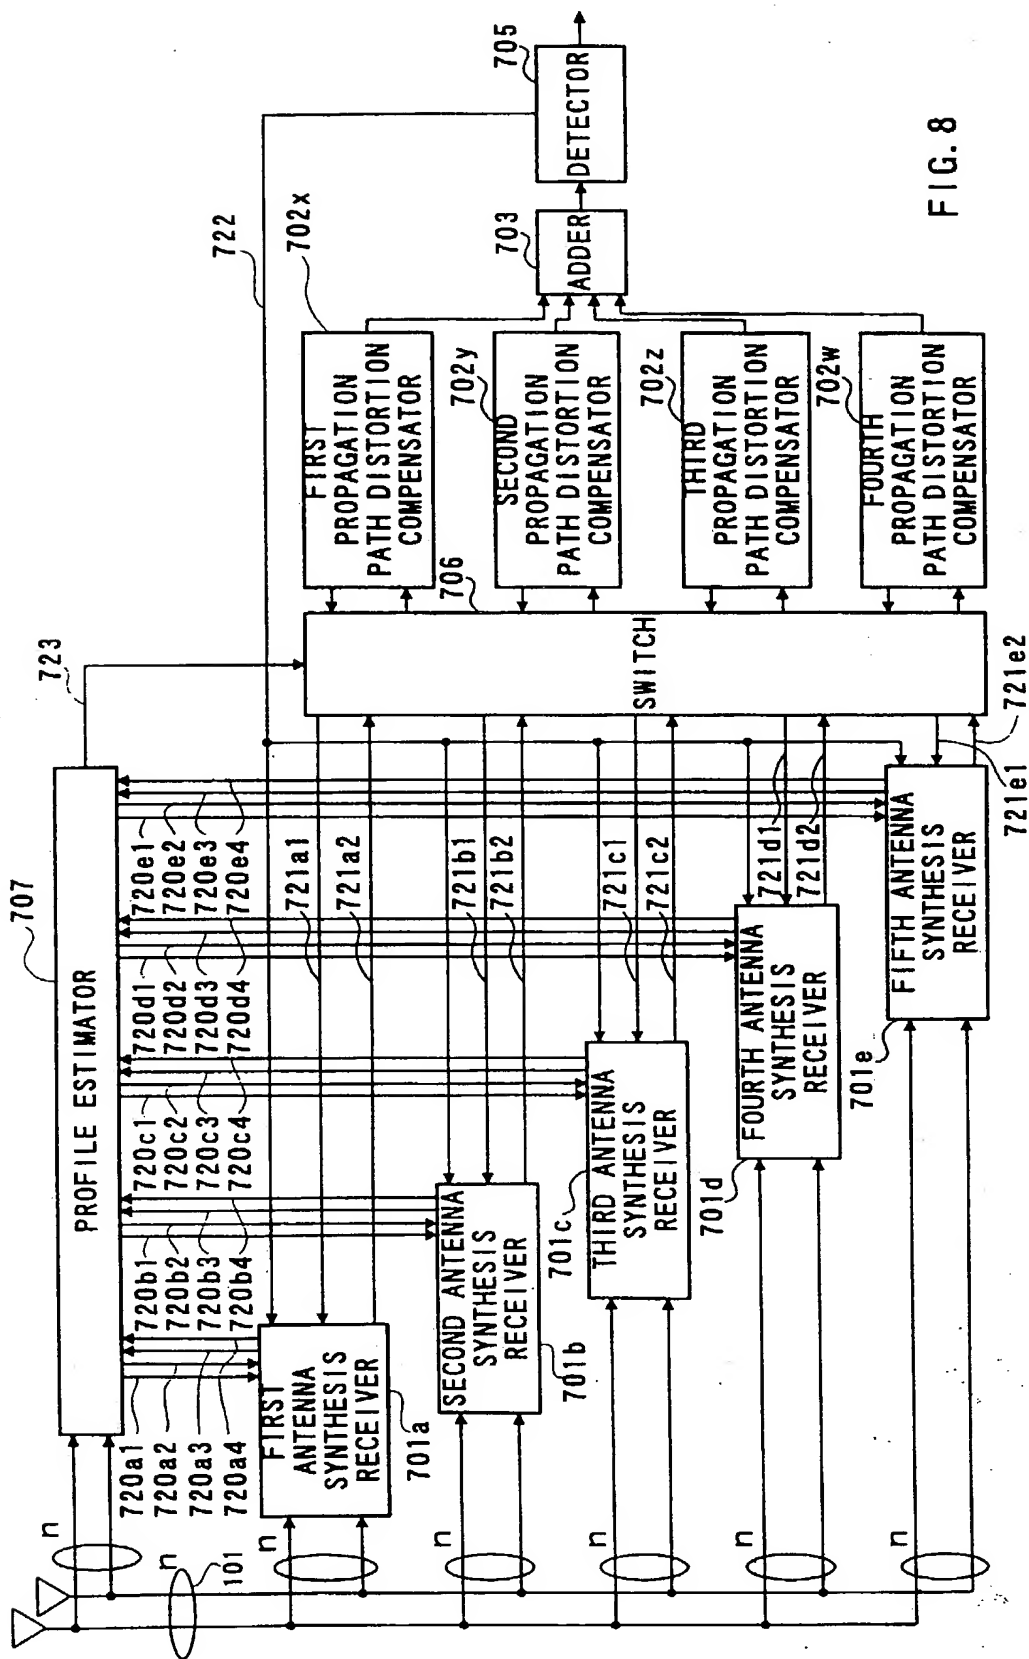 707
PROFILE ESTIMATOR
723
722
702x
703
705
ADDER
DETECTOR
706
SWITCH
FIRST
PROPAGATION
PATH DISTORTION
COMPENSATOR
702y
SECOND
PROPAGATION
PATH DISTORTION
COMPENSATOR
702z
THIRD
PROPAGATION
PATH DISTORTION
COMPENSATOR
702w
FOURTH
PROPAGATION
PATH DISTORTION
COMPENSATOR
720a1
720a2
720a3
720a4
720b1
720b2
720b3
720b4
720c1
720c2
720c3
720c4
720d1
720d2
720d3
720d4
720e1
720e2
720e3
720e4
721a1
721a2
721b1
721b2
721c1
721c2
721d1
721d2
721e1
721e2
FIRST
ANTENNA
SYNTHESIS
RECEIVER
701a
SECOND ANTENNA
SYNTHESIS
RECEIVER
701b
701c
THIRD ANTENNA
SYNTHESIS
RECEIVER
701d
FOURTH ANTENNA
SYNTHESIS
RECEIVER
701e
FIFTH ANTENNA
SYNTHESIS
RECEIVER
n
n
101
n
n
n
n
n
FIG. 8